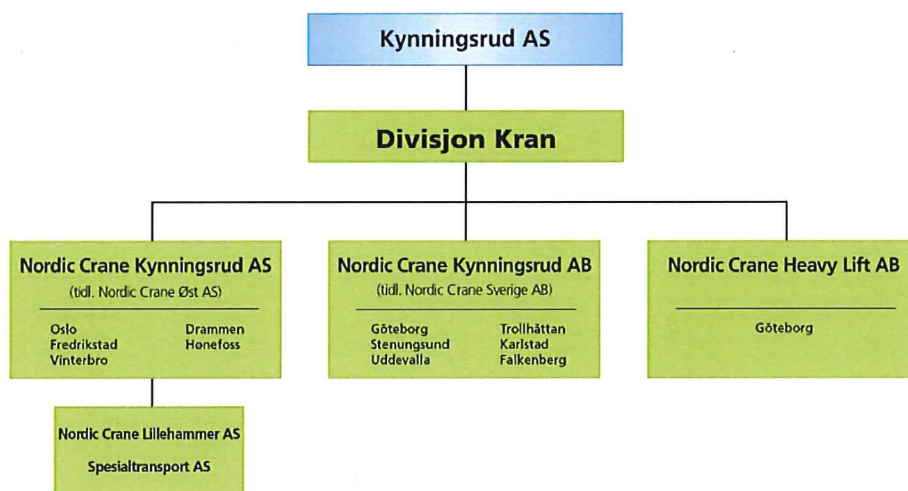 Kynningsrud AS
Divisjon Kran
Nordic Crane Kynningsrud AS
(tidl. Nordic Crane Øst AS)
Oslo
Fredrikstad
Vinterbro
Drammen
Hønefoss
Nordic Crane Kynningsrud AB
(tidl. Nordic Crane Sverige AB)
Göteborg
Stenungsund
Uddevalla
Trollhättan
Karlstad
Falkenberg
Nordic Crane Heavy Lift AB
Göteborg
Nordic Crane Lillehammer AS
Spesialtransport AS